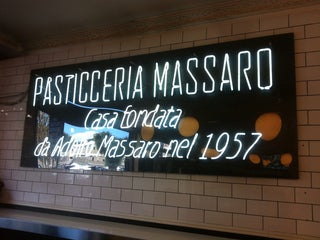 PASTICCERIA MASSARO
Casa fondata
da Adolfo Massaro nel 1957